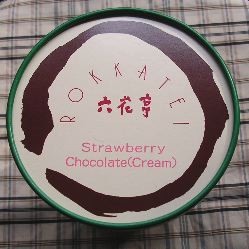 ROKKATEI
六花亭
Strawberry
Chocolate(Cream)